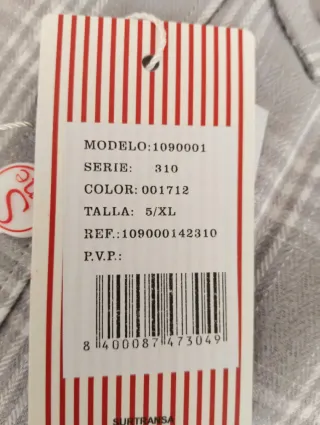 MODELO:1090001
SERIE: 310
COLOR: 001712
TALLA: 5/XL
REF.:109000142310
P.V.P.:
8 400087 473049
SURTRANSA